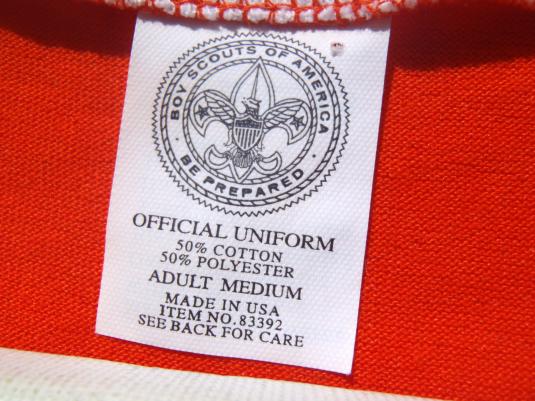 BOY SCOUTS OF AMERICA
BE PREPARED
OFFICIAL UNIFORM
50% COTTON
50% POLYESTER
ADULT MEDIUM
MADE IN USA
ITEM NO. 83392
SEE BACK FOR CARE